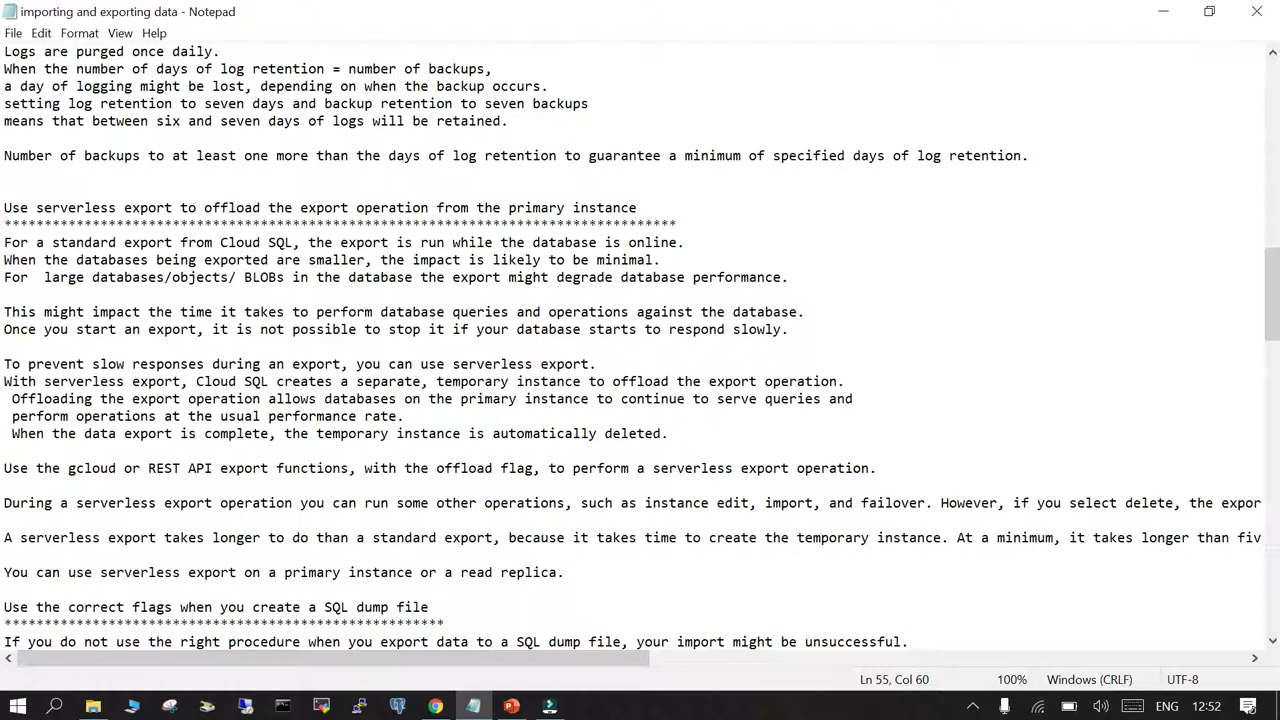 importing and exporting data - Notepad
File Edit Format View Help
Logs are purged once daily.
When the number of days of log retention = number of backups,
a day of logging might be lost, depending on when the backup occurs.
setting log retention to seven days and backup retention to seven backups
means that between six and seven days of logs will be retained.
Number of backups to at least one more than the days of log retention to guarantee a minimum of specified days of log retention.
Use serverless export to offload the export operation from the primary instance
************************************************************************************
For a standard export from Cloud SQL, the export is run while the database is online.
When the databases being exported are smaller, the impact is likely to be minimal.
For  large databases/objects/ BLOBs in the database the export might degrade database performance.
This might impact the time it takes to perform database queries and operations against the database.
Once you start an export, it is not possible to stop it if your database starts to respond slowly.
To prevent slow responses during an export, you can use serverless export.
With serverless export, Cloud SQL creates a separate, temporary instance to offload the export operation.
Offloading the export operation allows databases on the primary instance to continue to serve queries and
perform operations at the usual performance rate.
When the data export is complete, the temporary instance is automatically deleted.
Use the gcloud or REST API export functions, with the offload flag, to perform a serverless export operation.
During a serverless export operation you can run some other operations, such as instance edit, import, and failover. However, if you select delete, the expor
A serverless export takes longer to do than a standard export, because it takes time to create the temporary instance. At a minimum, it takes longer than fiv
You can use serverless export on a primary instance or a read replica.
Use the correct flags when you create a SQL dump file
*******************************************************
If you do not use the right procedure when you export data to a SQL dump file, your import might be unsuccessful.
Ln 55, Col 60 100% Windows (CRLF) UTF-8
ENG 12:52